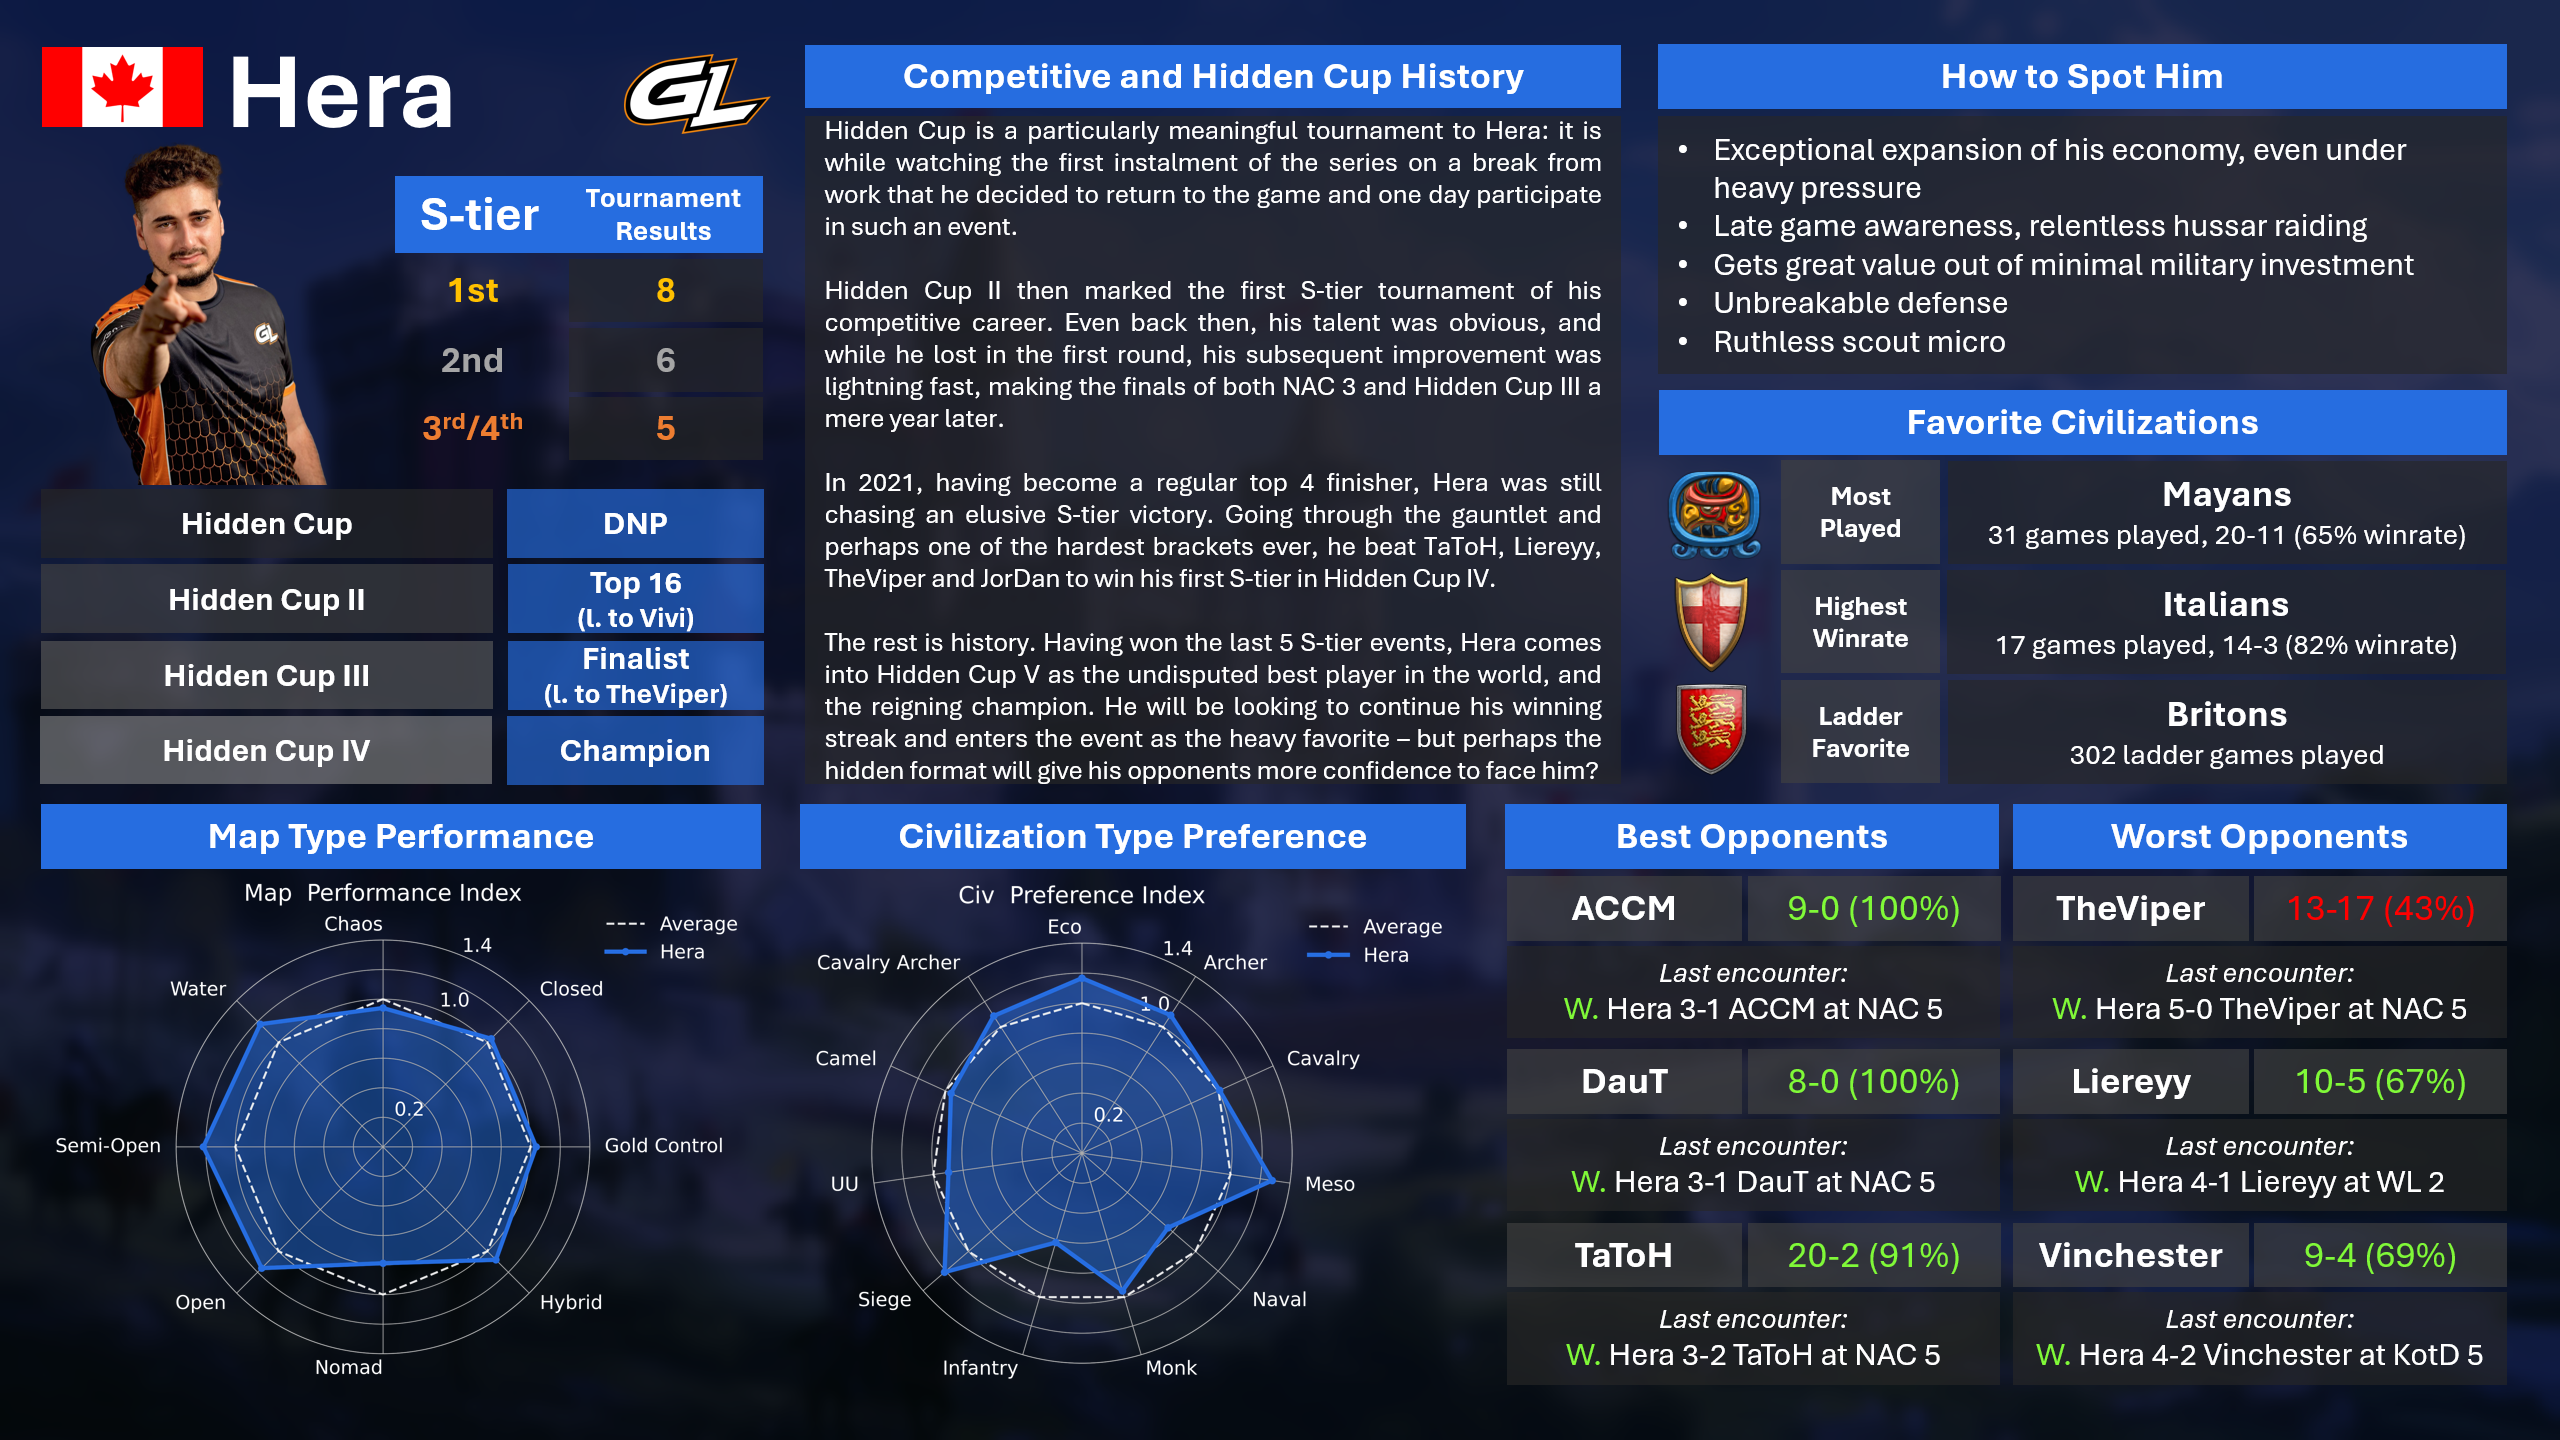 Hera
GL
GL
S-tier
Tournament
Results
1st
8
2nd
6
3rd/4th
5
Hidden Cup
DNP
Hidden Cup II
Top 16
(l. to Vivi)
Hidden Cup III
Finalist
(l. to TheViper)
Hidden Cup IV
Champion
Competitive and Hidden Cup History
Hidden Cup is a particularly meaningful tournament to Hera: it is
while watching the first instalment of the series on a break from
work that he decided to return to the game and one day participate
in such an event.
Hidden Cup II then marked the first S-tier tournament of his
competitive career. Even back then, his talent was obvious, and
while he lost in the first round, his subsequent improvement was
lightning fast, making the finals of both NAC 3 and Hidden Cup III a
mere year later.
In 2021, having become a regular top 4 finisher, Hera was still
chasing an elusive S-tier victory. Going through the gauntlet and
perhaps one of the hardest brackets ever, he beat TaToH, Liereyy,
TheViper and JorDan to win his first S-tier in Hidden Cup IV.
The rest is history. Having won the last 5 S-tier events, Hera comes
into Hidden Cup V as the undisputed best player in the world, and
the reigning champion. He will be looking to continue his winning
streak and enters the event as the heavy favorite – but perhaps the
hidden format will give his opponents more confidence to face him?
How to Spot Him
• Exceptional expansion of his economy, even under
heavy pressure
• Late game awareness, relentless hussar raiding
• Gets great value out of minimal military investment
• Unbreakable defense
• Ruthless scout micro
Favorite Civilizations
Most
Played
Mayans
31 games played, 20-11 (65% winrate)
Highest
Winrate
Italians
17 games played, 14-3 (82% winrate)
Ladder
Favorite
Britons
302 ladder games played
Map Type Performance
Map Performance Index
Average
Hera
Chaos
1.4
Water
Closed
1.0
0.2
Semi-Open
Gold Control
Open
Hybrid
Nomad
Civilization Type Preference
Civ Preference Index
Average
Hera
Eco
1.4
Cavalry Archer
Archer
1.0
Camel
Cavalry
0.2
UU
Meso
Siege
Naval
Infantry
Monk
Best Opponents
ACCM
9-0 (100%)
Last encounter:
W. Hera 3-1 ACCM at NAC 5
DauT
8-0 (100%)
Last encounter:
W. Hera 3-1 DauT at NAC 5
TaToH
20-2 (91%)
Last encounter:
W. Hera 3-2 TaToH at NAC 5
Worst Opponents
TheViper
13-17 (43%)
Last encounter:
W. Hera 5-0 TheViper at NAC 5
Liereyy
10-5 (67%)
Last encounter:
W. Hera 4-1 Liereyy at WL 2
Vinchester
9-4 (69%)
Last encounter:
W. Hera 4-2 Vinchester at KotD 5